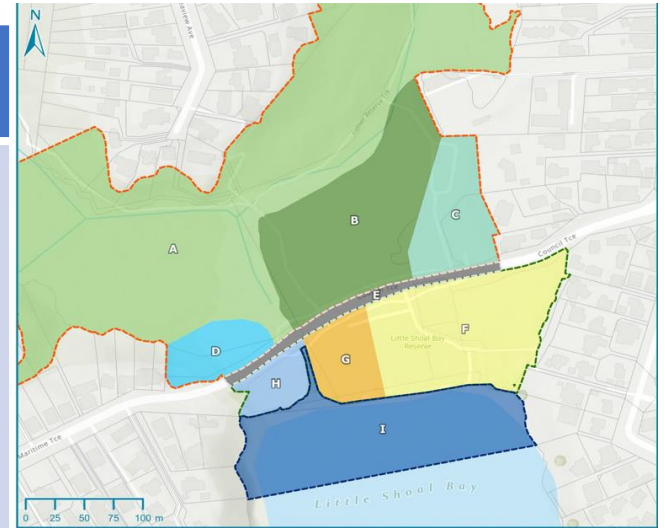 N
B
A
C
Council Tce
E
F
Little Shoal Bay
Reserve
D
G
H
I
Maritime Tce
Little Shoal Bay
0 25 50 75 100 m